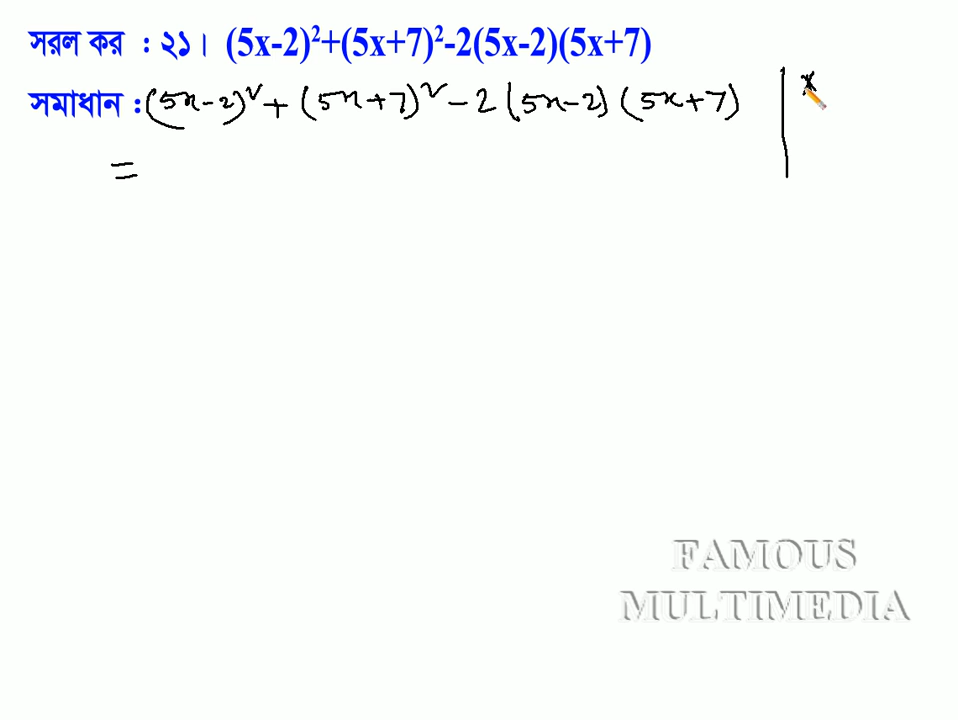 সরল কর : ২১। (5x-2)²+(5x+7)²-2(5x-2)(5x+7)
সমাধান : (5x-2)²+(5x+7)²-2(5x-2)(5x+7)
=
FAMOUS
MULTIMEDIA